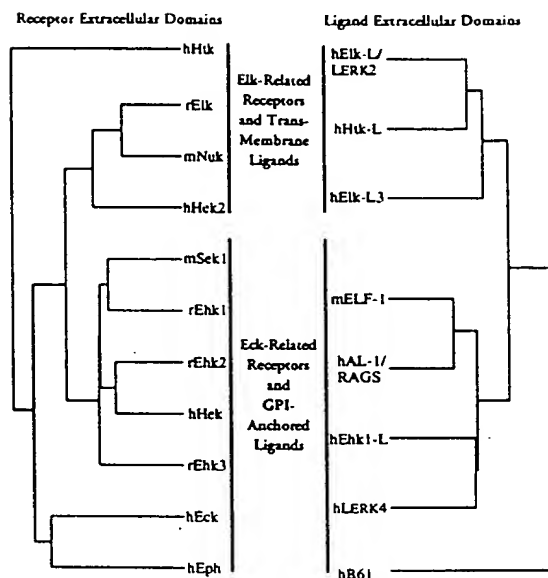 Receptor Extracellular Domains
Ligand Extracellular Domains
hHtk
rElk
mNuk
hHek2
mSek1
rEhk1
rEhk2
hHek
rEhk3
hEck
hEph
Elk-Related
Receptors
and Trans-
Membrane
Ligands
Eck-Related
Receptors
and
GPI-
Anchored
Ligands
hElk-L/
LERK2
hHtk-L
hElk-L3
mELF-1
hAL-1/
RAGS
hEhk1-L
hLERK4
hB61